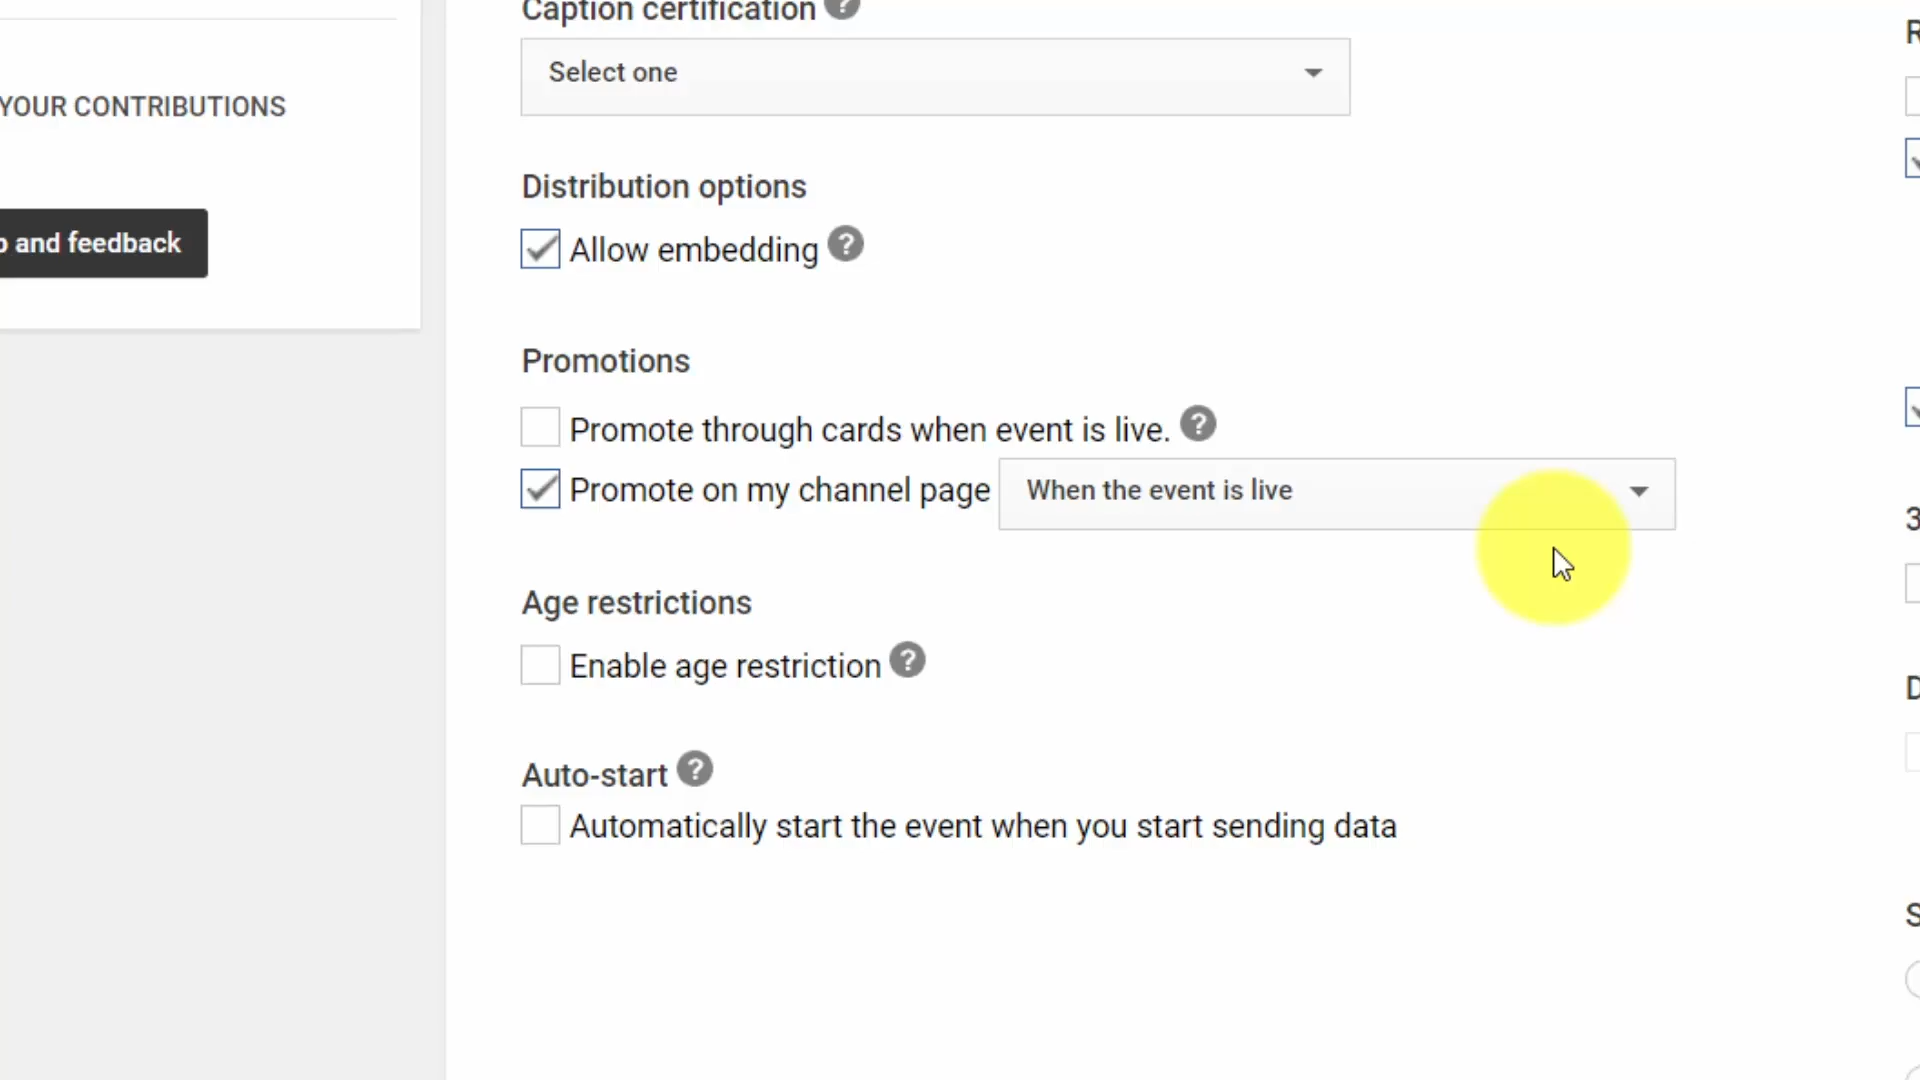 Caption certification
Select one
YOUR CONTRIBUTIONS
Distribution options
and feedback
Allow embedding
Promotions
Promote through cards when event is live.
Promote on my channel page When the event is live
Age restrictions
Enable age restriction
Auto-start
Automatically start the event when you start sending data